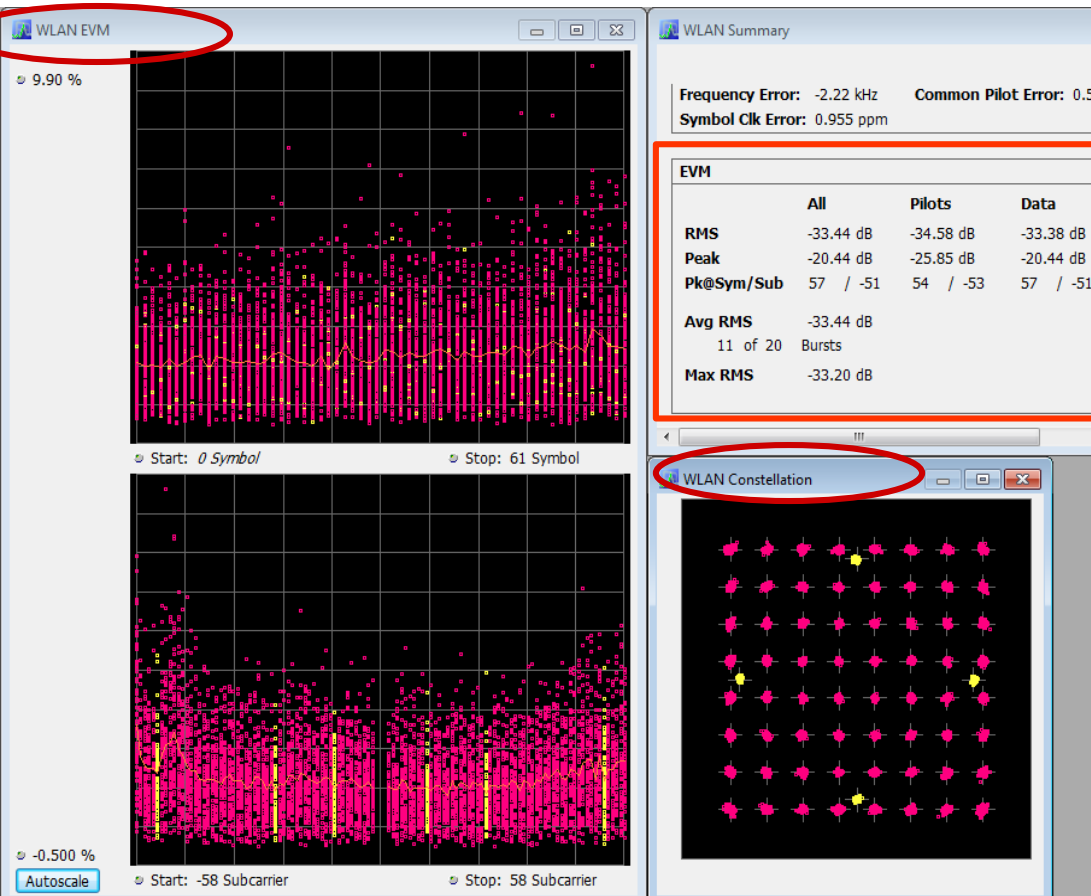 WLAN EVM
9.90 %
Start: 0 Symbol
Stop: 61 Symbol
-0.500 %
Autoscale
Start: -58 Subcarrier
Stop: 58 Subcarrier
WLAN Summary
Frequency Error: -2.22 kHz Common Pilot Error: 0.5
Symbol Clk Error: 0.955 ppm
EVM
All Pilots Data
RMS -33.44 dB -34.58 dB -33.38 dB
Peak -20.44 dB -25.85 dB -20.44 dB
Pk@Sym/Sub 57 / -51 54 / -53 57 / -51
Avg RMS -33.44 dB
11 of 20 Bursts
Max RMS -33.20 dB
WLAN Constellation